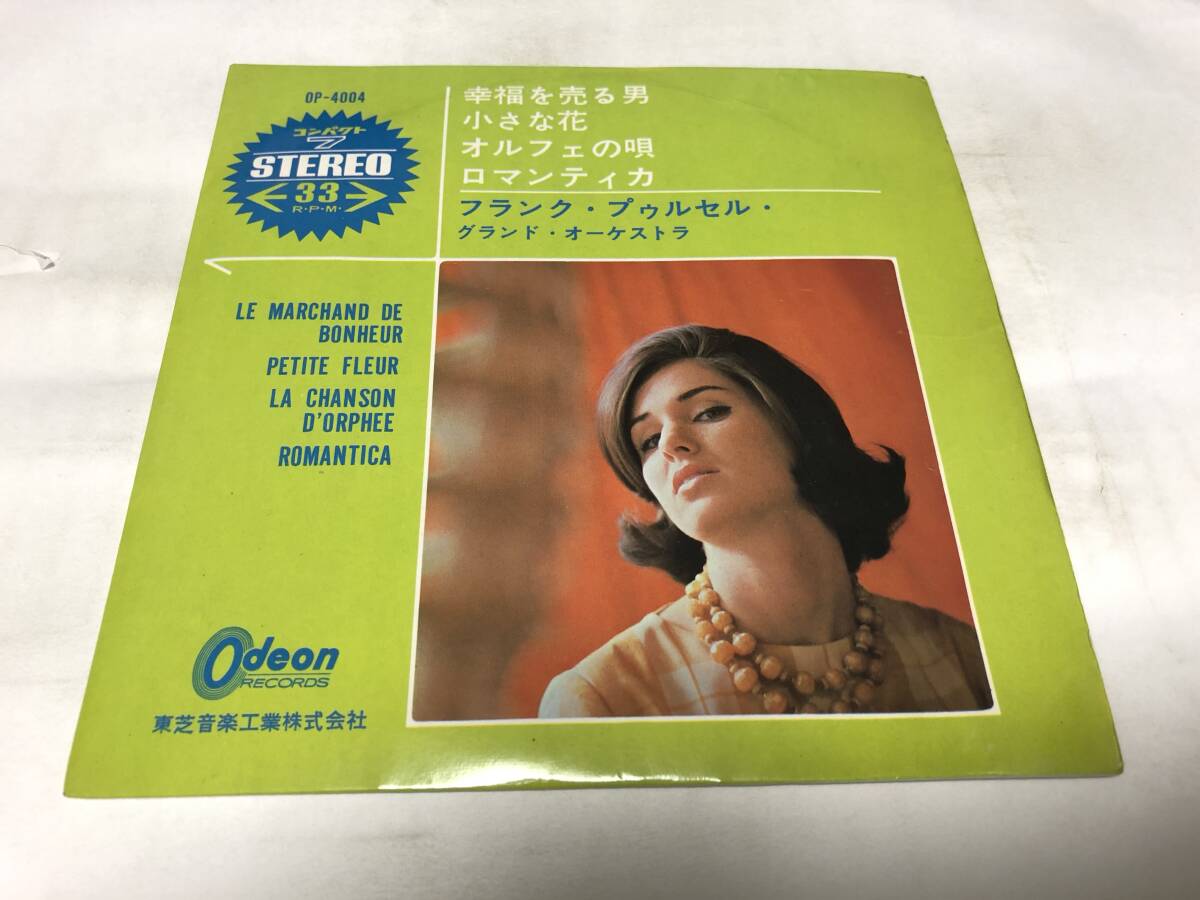 OP-4004
コンパクト
7
STEREO
33
R・P・M・
幸福を売る男
小さな花
オルフェの唄
ロマンティカ
フランク・プゥルセル・
グランド・オーケストラ
LE MARCHAND DE
BONHEUR
PETITE FLEUR
LA CHANSON
D'ORPHEE
ROMANTICA
Odeon
RECORDS
東芝音楽工業株式会社